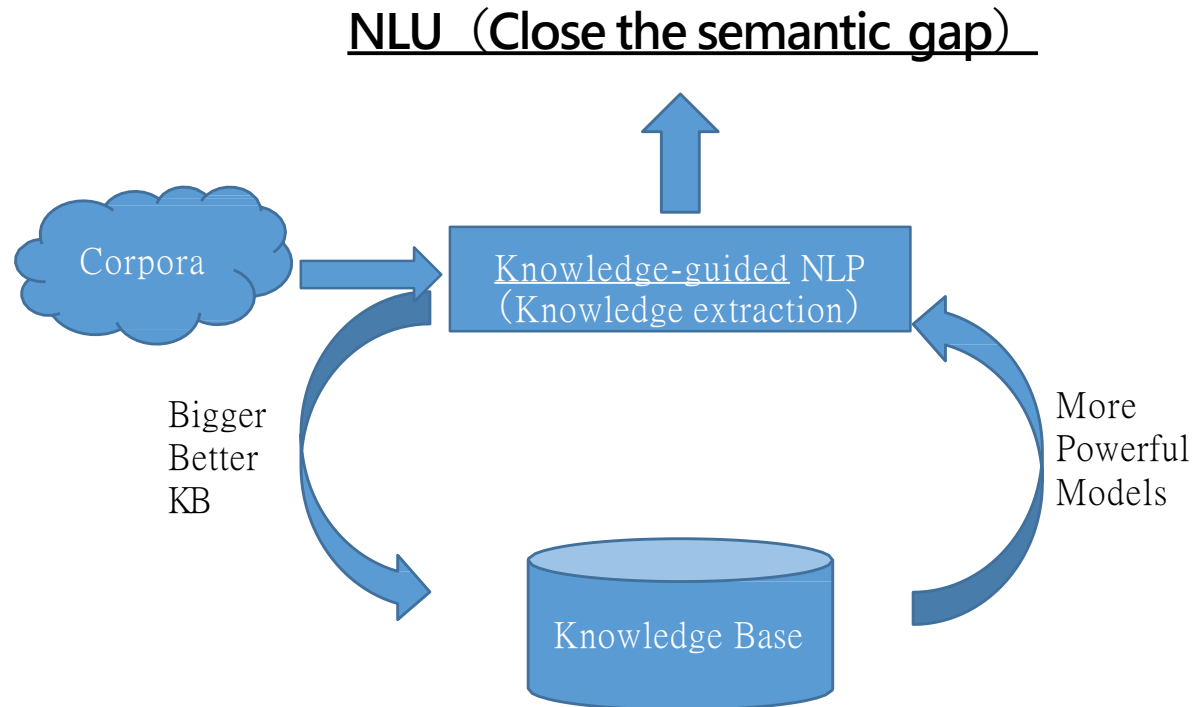 NLU（Close the semantic gap）
Corpora
Knowledge-guided NLP
（Knowledge extraction）
Bigger
Better
KB
More
Powerful
Models
Knowledge Base